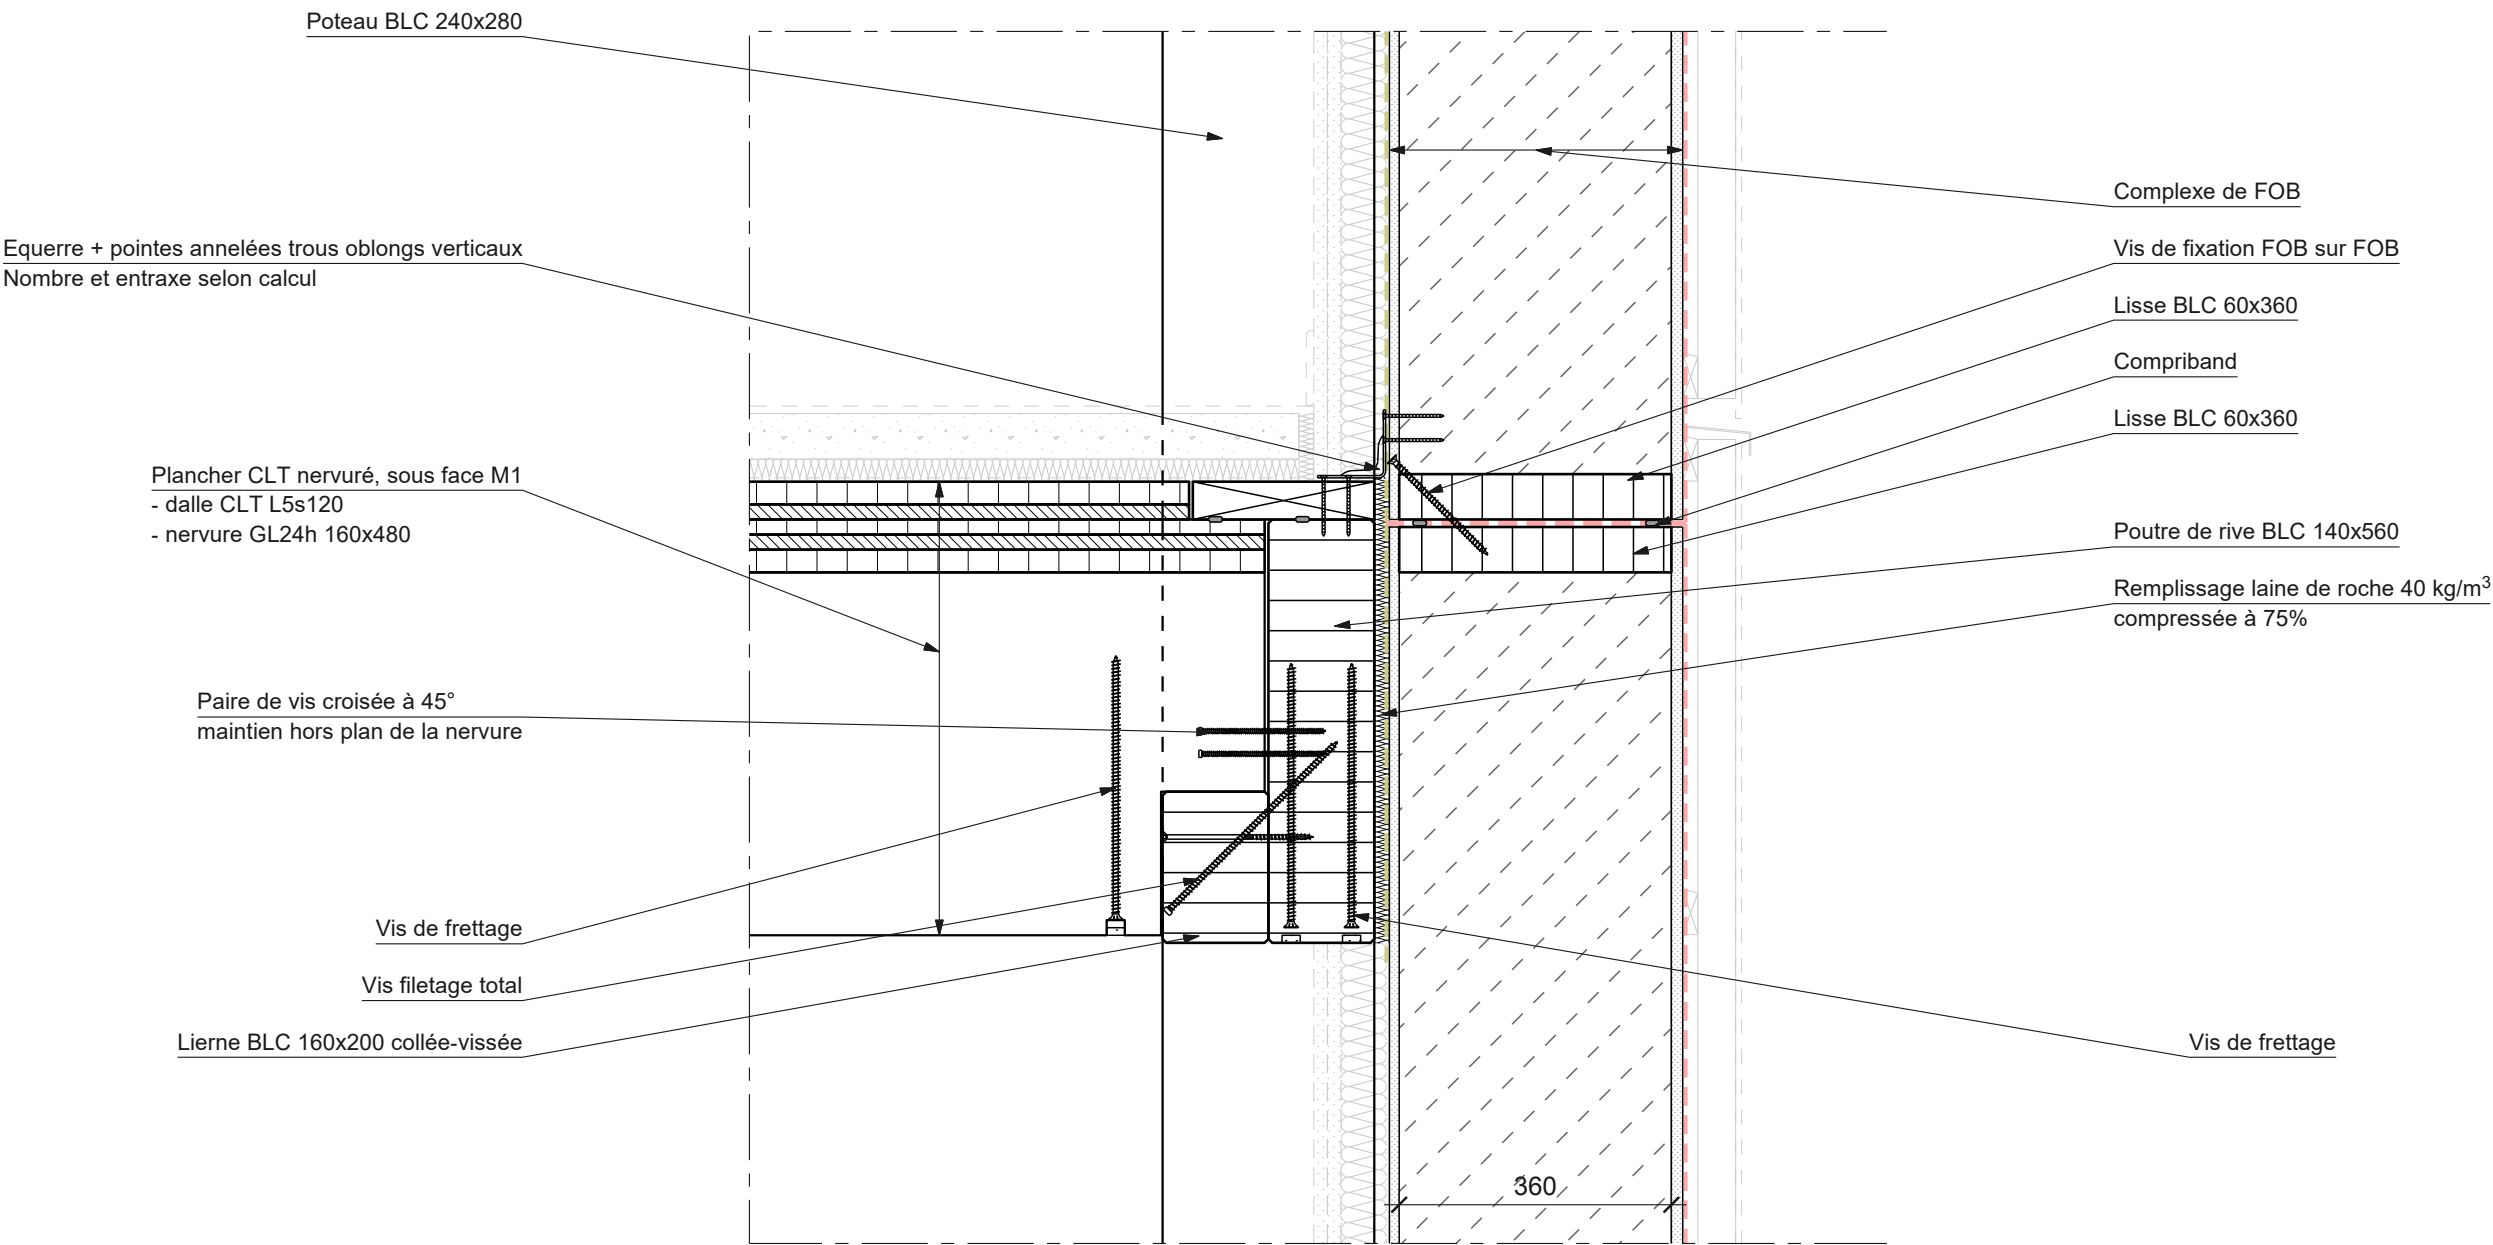 Poteau BLC 240x280
Equerre + pointes annelées trous oblongs verticaux
Nombre et entraxe selon calcul
Plancher CLT nervuré, sous face M1
- dalle CLT L5s120
- nervure GL24h 160x480
Paire de vis croisée à 45°
maintien hors plan de la nervure
Vis de frettage
Vis filetage total
Lierne BLC 160x200 collée-vissée
Complexe de FOB
Vis de fixation FOB sur FOB
Lisse BLC 60x360
Compriband
Lisse BLC 60x360
Poutre de rive BLC 140x560
Remplissage laine de roche 40 kg/m³
compressée à 75%
Vis de frettage
360